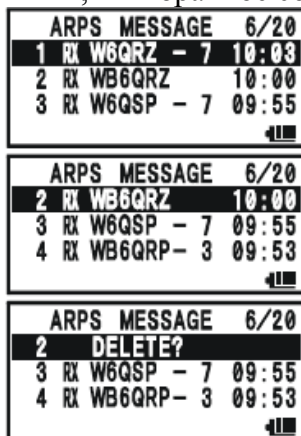 ARPS MESSAGE 6/20
1 RX W6QRZ - 7 10:03
2 RX WB6QRZ 10:00
3 RX W6QSP - 7 09:55
ARPS MESSAGE 6/20
2 RX WB6QRZ 10:00
3 RX W6QSP - 7 09:55
4 RX WB6QRP- 3 09:53
ARPS MESSAGE 6/20
2 DELETE?
3 RX W6QSP - 7 09:55
4 RX WB6QRP- 3 09:53